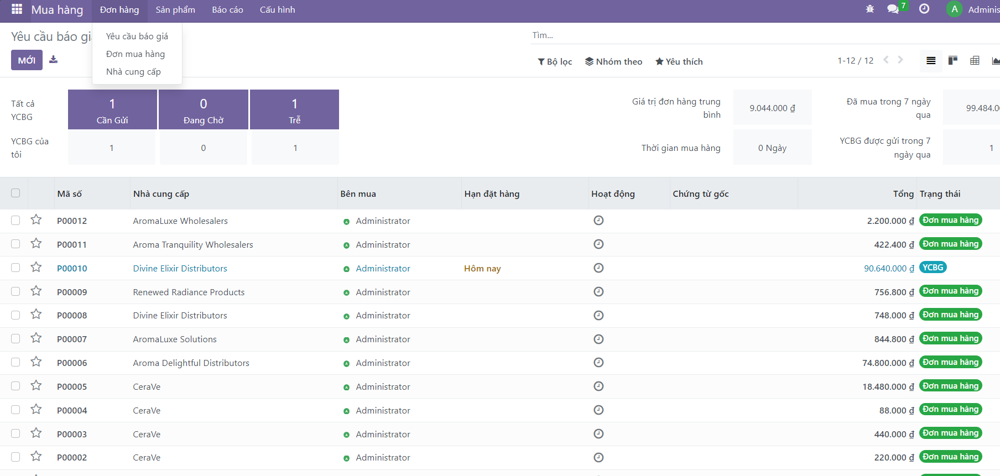 Mua hàng Đơn hàng Sản phẩm Báo cáo Cấu hình 7 A Adminis
Yêu cầu báo gi
Yêu cầu báo giá
Đơn mua hàng
Nhà cung cấp
Tìm...
MỚI
Bộ lọc Nhóm theo Yêu thích 1-12 / 12
Tất cả YCBG
1 Cần Gửi
0 Đang Chờ
1 Trễ
YCBG của tôi
1 0 1
Giá trị đơn hàng trung bình
9.044.000 ₫
Đã mua trong 7 ngày qua
99.484.0
Thời gian mua hàng
0 Ngày
YCBG được gửi trong 7 ngày qua
1
Mã số Nhà cung cấp Bên mua Hạn đặt hàng Hoạt động Chứng từ gốc Tổng Trạng thái
P00012 AromaLuxe Wholesalers A Administrator 2.200.000 ₫ Đơn mua hàng
P00011 Aroma Tranquility Wholesalers A Administrator 422.400 ₫ Đơn mua hàng
P00010 Divine Elixir Distributors A Administrator Hôm nay 90.640.000 ₫ YCBG
P00009 Renewed Radiance Products A Administrator 756.800 ₫ Đơn mua hàng
P00008 Divine Elixir Distributors A Administrator 748.000 ₫ Đơn mua hàng
P00007 AromaLuxe Solutions A Administrator 844.800 ₫ Đơn mua hàng
P00006 Aroma Delightful Distributors A Administrator 74.800.000 ₫ Đơn mua hàng
P00005 CeraVe A Administrator 18.480.000 ₫ Đơn mua hàng
P00004 CeraVe A Administrator 88.000 ₫ Đơn mua hàng
P00003 CeraVe A Administrator 440.000 ₫ Đơn mua hàng
P00002 CeraVe A Administrator 220.000 ₫ Đơn mua hàng